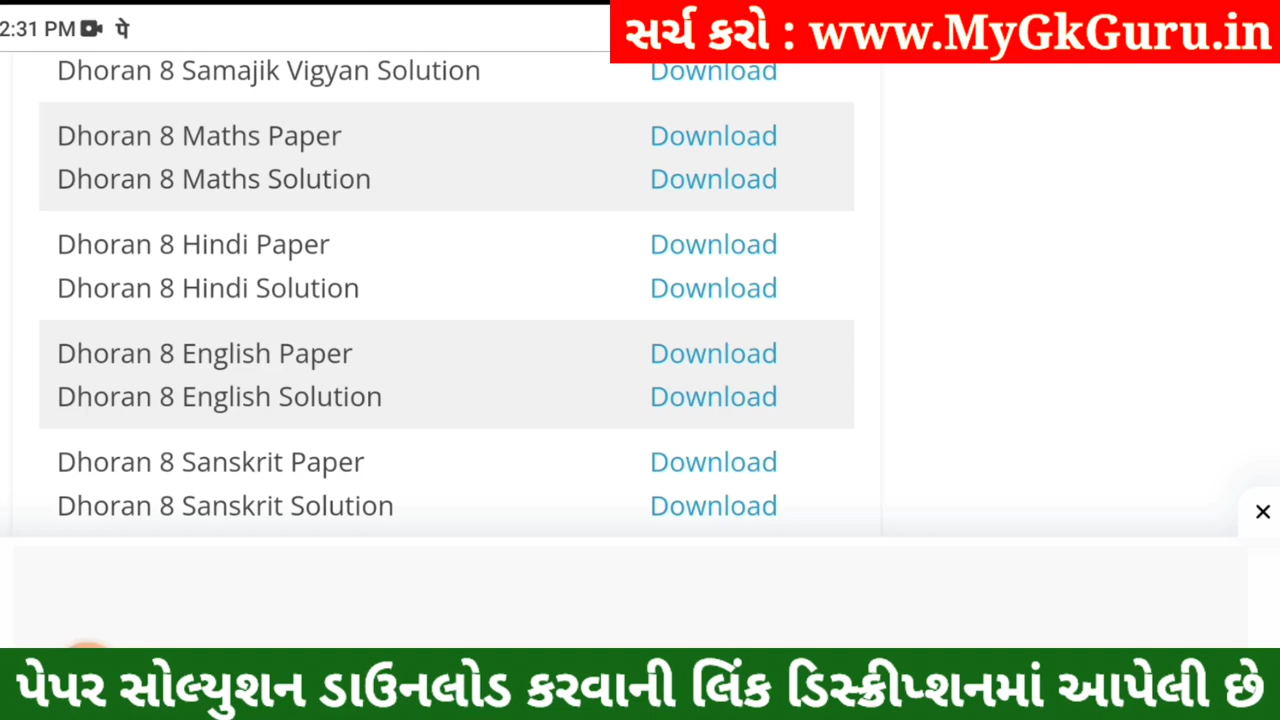 2:31 PM पे
સર્ચ કરો : www.MyGkGuru.in
Dhoran 8 Samajik Vigyan Solution Download
Dhoran 8 Maths Paper Download
Dhoran 8 Maths Solution Download
Dhoran 8 Hindi Paper Download
Dhoran 8 Hindi Solution Download
Dhoran 8 English Paper Download
Dhoran 8 English Solution Download
Dhoran 8 Sanskrit Paper Download
Dhoran 8 Sanskrit Solution Download
પેપર સોલ્યુશન ડાઉનલોડ કરવાની લિંક ડિસ્ક્રીપ્શનમાં આપેલી છે